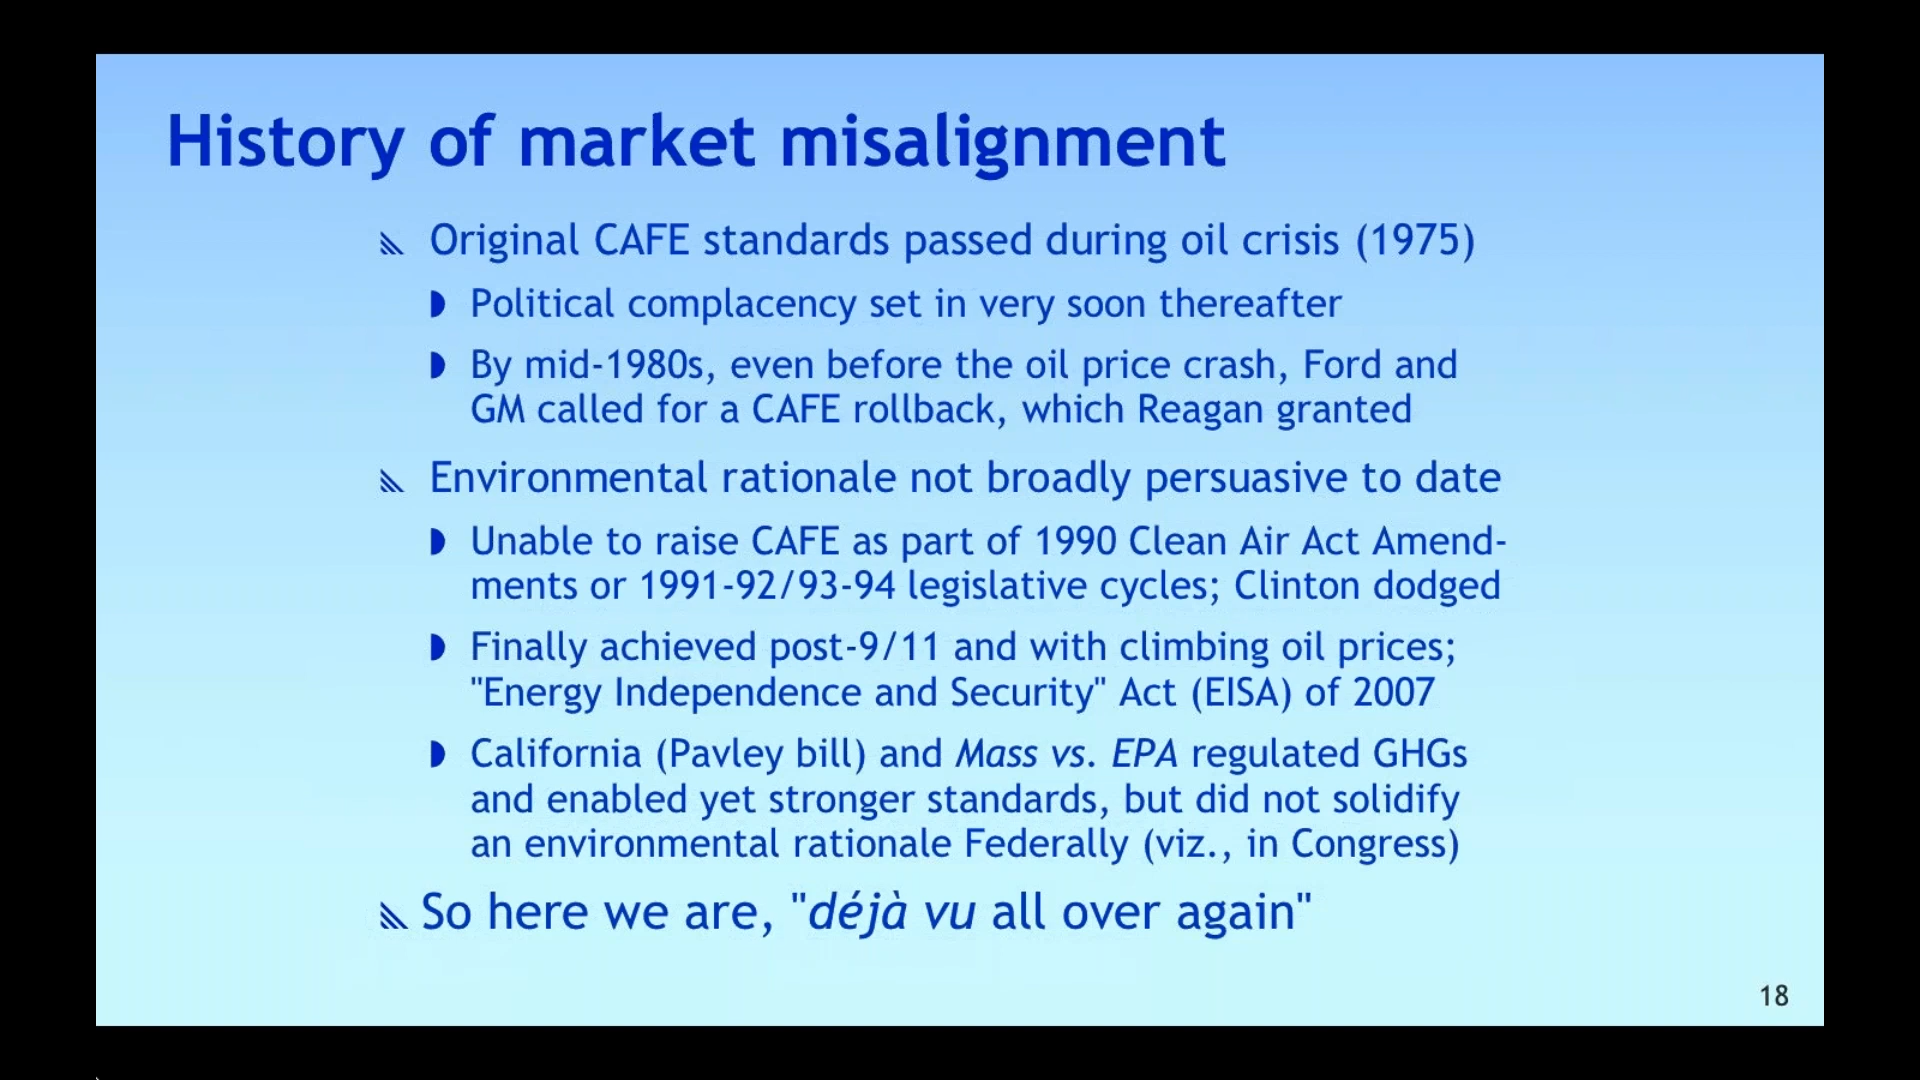 History of market misalignment
Original CAFE standards passed during oil crisis (1975)
Political complacency set in very soon thereafter
By mid-1980s, even before the oil price crash, Ford and
GM called for a CAFE rollback, which Reagan granted
Environmental rationale not broadly persuasive to date
Unable to raise CAFE as part of 1990 Clean Air Act Amend-
ments or 1991-92/93-94 legislative cycles; Clinton dodged
Finally achieved post-9/11 and with climbing oil prices;
"Energy Independence and Security" Act (EISA) of 2007
California (Pavley bill) and Mass vs. EPA regulated GHGs
and enabled yet stronger standards, but did not solidify
an environmental rationale Federally (viz., in Congress)
So here we are, "déjà vu all over again"
18